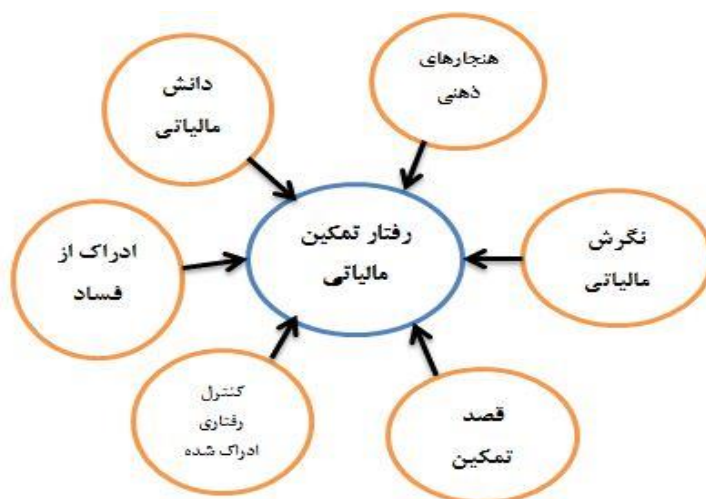 هنجارهای
ذهنی
دانش
مالیاتی
رفتار تمکین
مالیاتی
نگرش
مالیاتی
ادراک از
فساد
کنترل
رفتاری
ادراک شده
قصد
تمکین